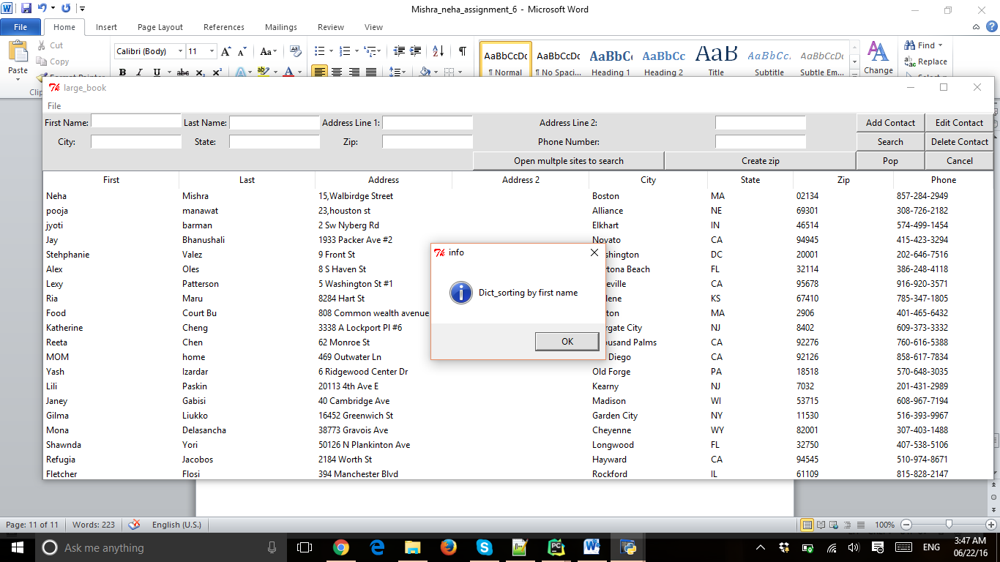 Mishra_neha_assignment_6 - Microsoft Word
File Home Insert Page Layout References Mailings Review View
Paste
Cut
Copy
Format Painter
Calibri (Body) 11
AaBbCcDc AaBbCcDc AaBbCc AaBbCc AaB AaBbCc. AaBbCcDc
¶ Normal ¶ No Spaci... Heading 1 Heading 2 Title Subtitle Subtle Em...
Change
Find
Replace
large_book
File
First Name: Last Name: Address Line 1: Address Line 2: Add Contact Edit Contact
City: State: Zip: Phone Number: Search Delete Contact
Open multple sites to search Create zip Pop Cancel
First Last Address Address 2 City State Zip Phone
Neha Mishra 15,Walbirdge Street Boston MA 02134 857-284-2949
pooja manawat 23,houston st Alliance NE 69301 308-726-2182
jyoti barman 2 Sw Nyberg Rd Elkhart IN 46514 574-499-1454
Jay Bhanushali 1933 Packer Ave #2 Novato CA 94945 415-423-3294
Stehphanie Valez 9 Front St shington DC 20001 202-646-7516
Alex Oles 8 S Haven St tona Beach FL 32114 386-248-4118
Lexy Patterson 5 Washington St #1 eville CA 95678 916-920-3571
Ria Maru 8284 Hart St lene KS 67410 785-347-1805
Food Court Bu 808 Common wealth avenue ton MA 2906 401-465-6432
Katherine Cheng 3338 A Lockport Pl #6 rgate City NJ 8402 609-373-3332
Reeta Chen 62 Monroe St usand Palms CA 92276 760-616-5388
MOM home 469 Outwater Ln Diego CA 92126 858-617-7834
Yash Izardar 6 Ridgewood Center Dr Old Forge PA 18518 570-648-3035
Lili Paskin 20113 4th Ave E Kearny NJ 7032 201-431-2989
Janey Gabisi 40 Cambridge Ave Madison WI 53715 608-967-7194
Gilma Liukko 16452 Greenwich St Garden City NY 11530 516-393-9967
Mona Delasancha 38773 Gravois Ave Cheyenne WY 82001 307-403-1488
Shawnda Yori 50126 N Plankinton Ave Longwood FL 32750 407-538-5106
Refugia Jacobos 2184 Worth St Hayward CA 94545 510-974-8671
Fletcher Flosi 394 Manchester Blvd Rockford IL 61109 815-828-2147
info
Dict_sorting by first name
OK
Page: 11 of 11 Words: 223 English (U.S.) 100%
Ask me anything
ENG
3:47 AM
06/22/16